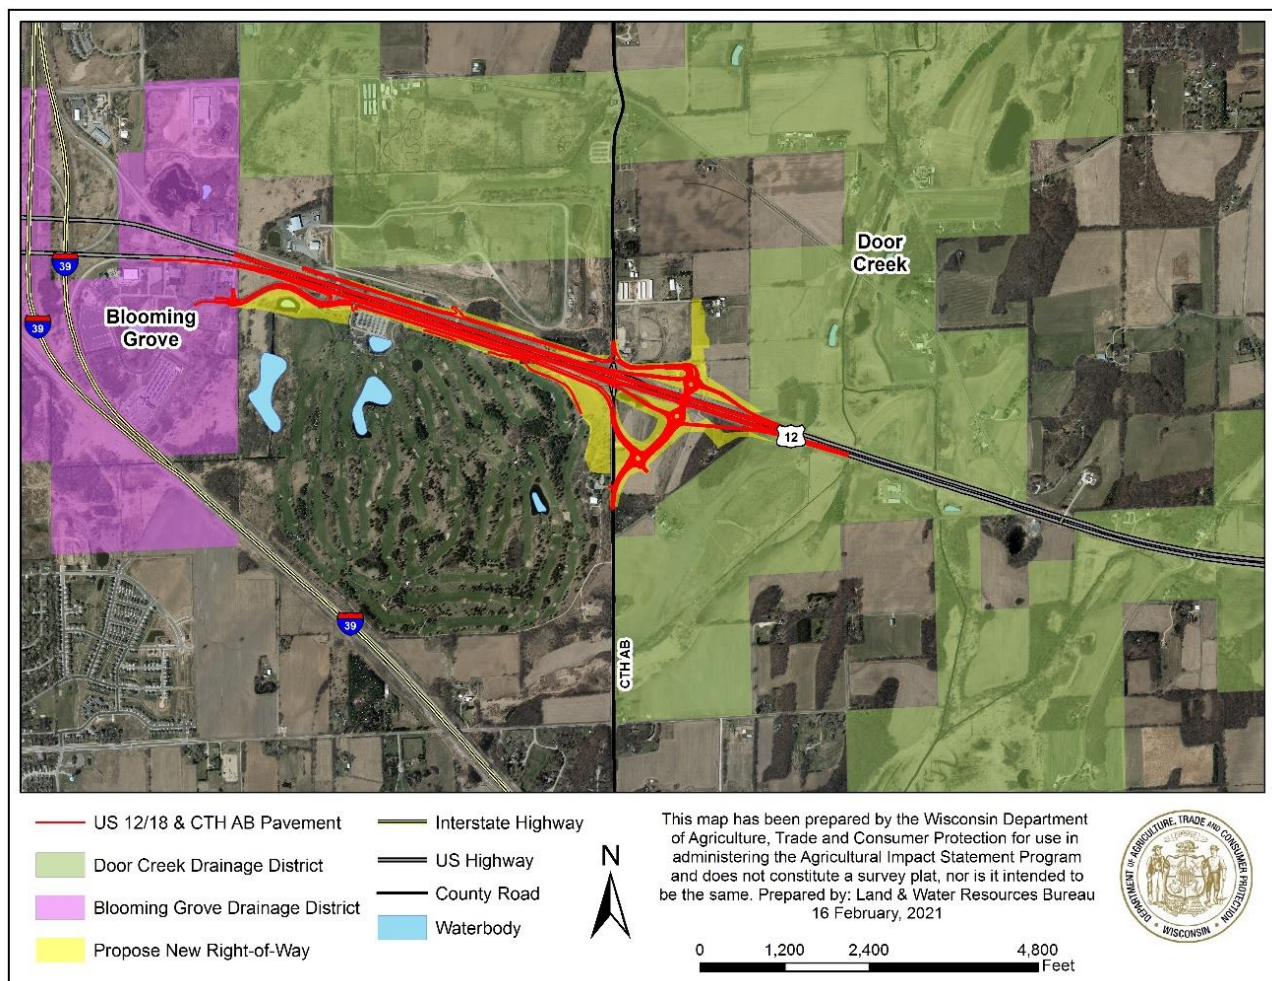 39
39
Blooming
Grove
Door
Creek
12
39
CTH AB
US 12/18 & CTH AB Pavement
Door Creek Drainage District
Blooming Grove Drainage District
Propose New Right-of-Way
Interstate Highway
US Highway
County Road
Waterbody
N
This map has been prepared by the Wisconsin Department
of Agriculture, Trade and Consumer Protection for use in
administering the Agricultural Impact Statement Program
and does not constitute a survey plat, nor is it intended to
be the same. Prepared by: Land & Water Resources Bureau
16 February, 2021
0 1,200 2,400 4,800
Feet
DEPARTMENT OF AGRICULTURE, TRADE AND CONSUMER PROTECTION
• WISCONSIN •